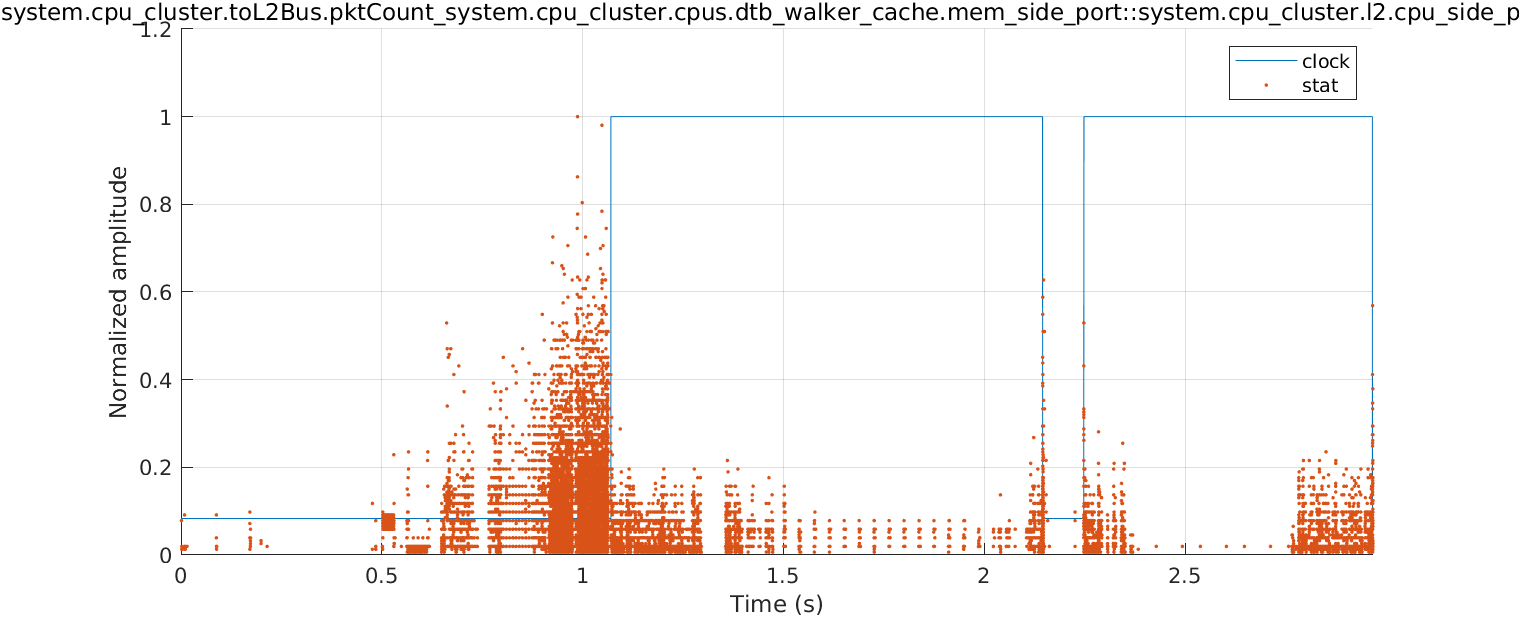 system.cpu_cluster.toL2Bus.pktCount_system.cpu_cluster.cpus.dtb_walker_cache.mem_side_port::system.cpu_cluster.l2.cpu_side_p
1.2
1
0.8
0.6
0.4
0.2
0
Normalized amplitude
clock
stat
0 0.5 1 1.5 2 2.5
Time (s)